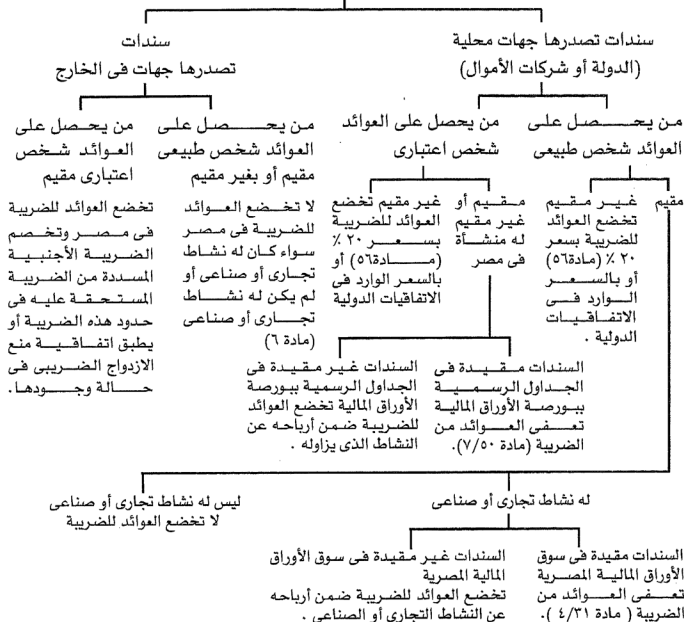 سندات تصدرها جهات محلية
(الدولة أو شركات الأموال)
سندات
تصدرها جهات فى الخارج
من يحصل على
العوائد شخص طبيعى
من يحصل على العوائد
شخص اعتبارى
من يحصل على
العوائد شخص طبيعى
مقيم أو بغير مقيم
من يحصل على
العوائد شخص
اعتبارى مقيم
مقيم
غير مقيم
تخضع العوائد
للضريبة بسعر
٢٠ ٪ (مادة٥٦)
أو بالسعر
الوارد فى
الاتفاقيات
الدولية .
مقيم أو
غير مقيم
له منشأة
فى مصر
غير مقيم تخضع
العوائد للضريبة
بسعر ٢٠ ٪
(مادة٥٦) أو
بالسعر الوارد فى
الاتفاقيات الدولية
لا تخضع العوائد
للضريبة فى مصر
سواء كان له نشاط
تجارى أو صناعى أو
لم يكن له نشاط
تجارى أو صناعى
(مادة ٦)
تخضع العوائد للضريبة
فى مصر وتخصم
الضريبة الأجنبية
المسددة من الضريبة
المستحقة عليه فى
حدود هذه الضريبة أو
يطبق اتفاقية منع
الازدواج الضريبى فى
حالة وجودها.
السندات مقيدة فى
الجداول الرسمية
ببورصة الأوراق المالية
تعفى العوائد من
الضريبة (مادة ٧/٥٠).
السندات غير مقيدة فى
الجداول الرسمية ببورصة
الأوراق المالية تخضع العوائد
للضريبة ضمن أرباحه عن
النشاط الذى يزاوله .
له نشاط تجارى أو صناعى
ليس له نشاط تجارى أو صناعى
لا تخضع العوائد للضريبة
السندات مقيدة فى سوق
الأوراق المالية المصرية
تعفى العوائد من
الضريبة ( مادة ٤/٣١ ).
السندات غير مقيدة فى سوق الأوراق
المالية المصرية
تخضع العوائد للضريبة ضمن أرباحه
عن النشاط التجارى أو الصناعى .